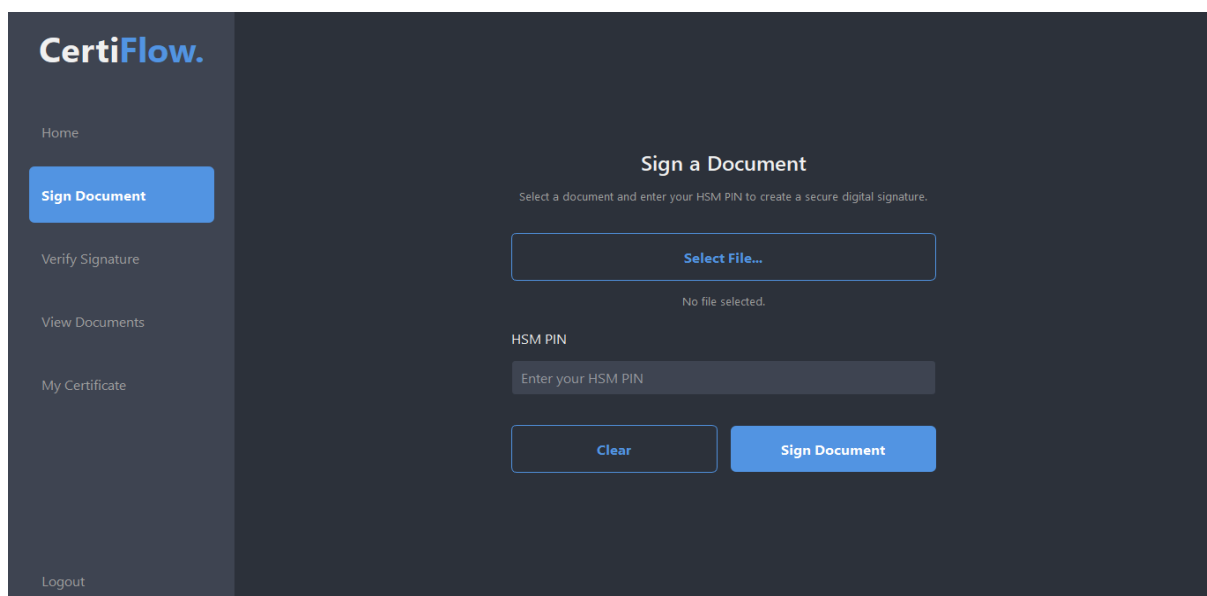 CertiFlow.
Home
Sign Document
Verify Signature
View Documents
My Certificate
Logout
Sign a Document
Select a document and enter your HSM PIN to create a secure digital signature.
Select File...
No file selected.
HSM PIN
Enter your HSM PIN
Clear
Sign Document